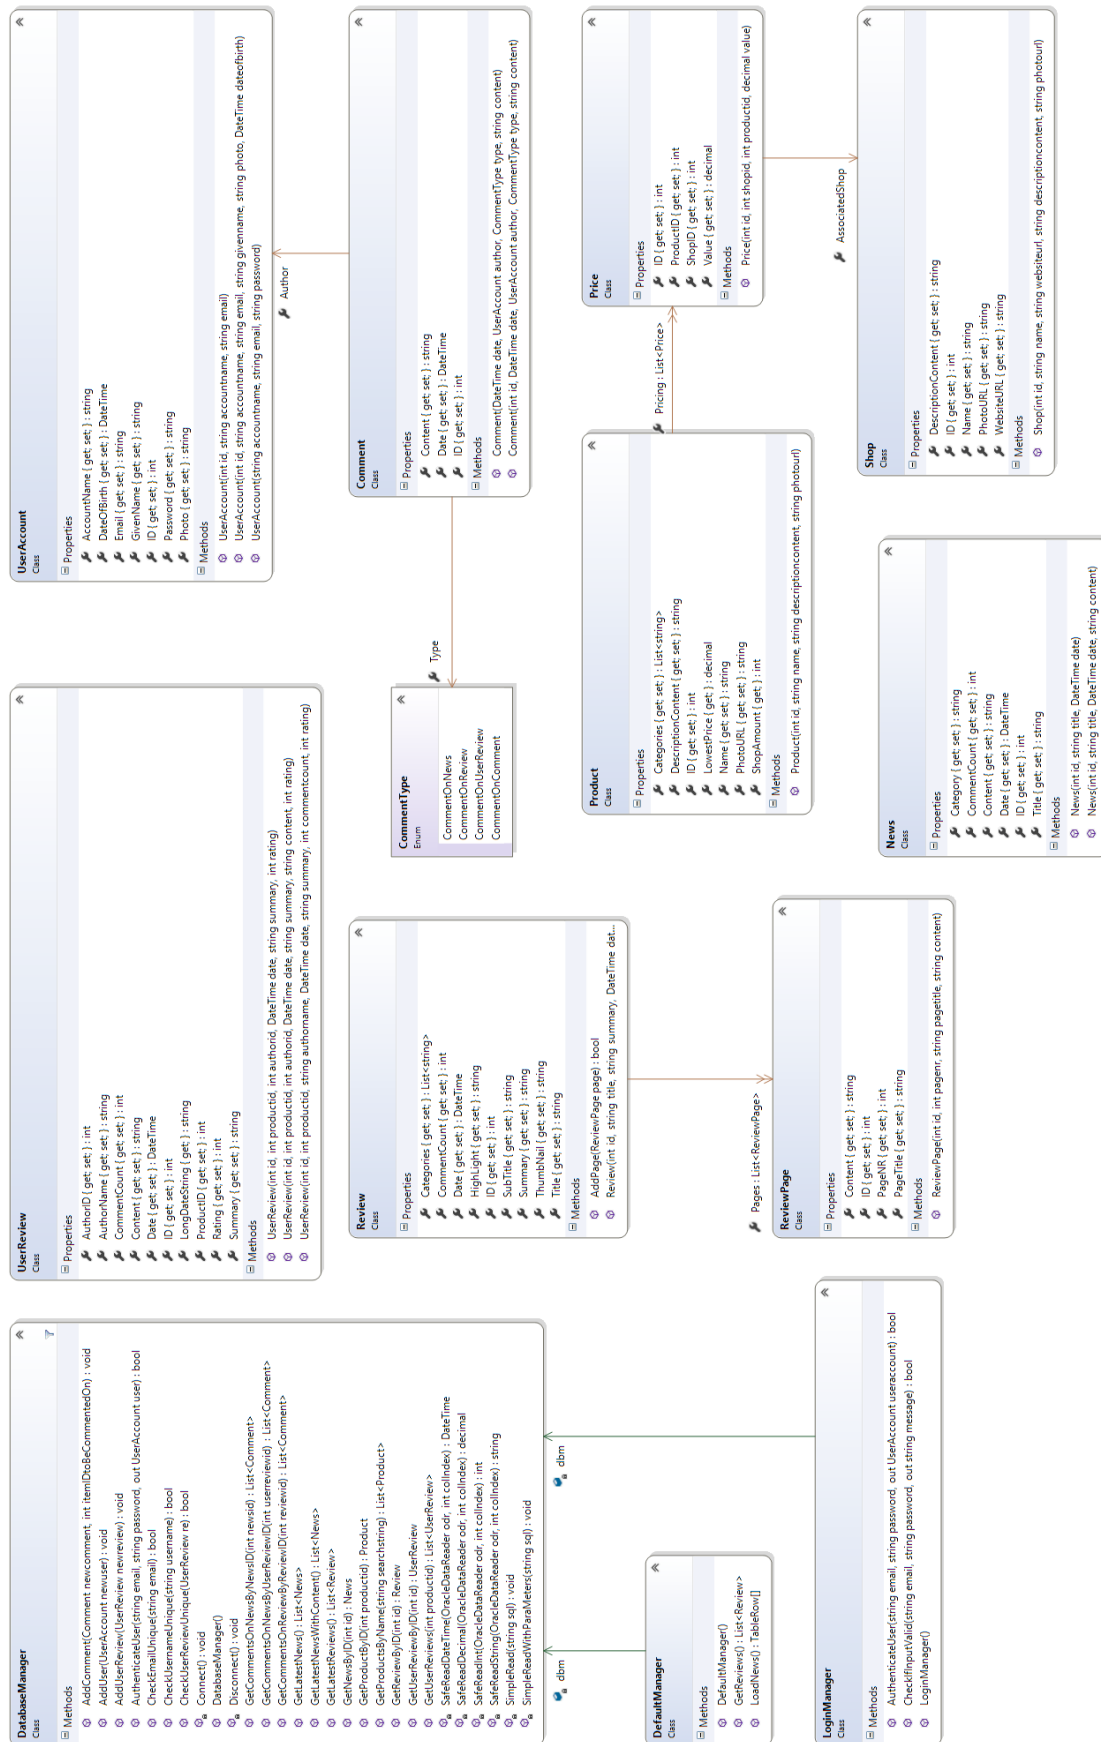 DatabaseManager
Class
Methods
AddComment(Comment newcomment, int itemIDtoBeCommentedOn) : void
AddUser(UserAccount newuser) : void
AddUserReview(UserReview newreview) : void
AuthenticateUser(string email, string password, out UserAccount user) : bool
CheckEmailUnique(string email) : bool
CheckUsernameUnique(string username) : bool
CheckUserReviewUnique(UserReview re) : bool
Connect() : void
DatabaseManager()
Disconnect() : void
GetCommentsOnNewsByNewsID(int newsid) : List<Comment>
GetCommentsOnNewsByUserReviewID(int userreviewid) : List<Comment>
GetCommentsOnReviewByReviewID(int reviewid) : List<Comment>
GetLatestNews() : List<News>
GetLatestNewsWithContent() : List<News>
GetLatestReviews() : List<Review>
GetNewsByID(int id) : News
GetProductByID(int productid) : Product
GetProductsByName(string searchstring) : List<Product>
GetReviewByID(int id) : Review
GetUserReviewByID(int id) : UserReview
GetUserReviews(int productid) : List<UserReview>
SafeReadDateTime(OracleDataReader odr, int colIndex) : DateTime
SafeReadDecimal(OracleDataReader odr, int colIndex) : decimal
SafeReadInt(OracleDataReader odr, int colIndex) : int
SafeReadString(OracleDataReader odr, int colIndex) : string
SimpleRead(string sql) : void
SimpleReadWithParaMeters(string sql) : void
dbm
dbm
DefaultManager
Class
Methods
DefaultManager()
GetReviews() : List<Review>
LoadNews() : TableRow[]
LoginManager
Class
Methods
AuthenticateUser(string email, string password, out UserAccount useraccount) : bool
CheckIfInputValid(string email, string password, out string message) : bool
LoginManager()
UserReview
Class
Properties
AuthorID { get; set; } : int
AuthorName { get; set; } : string
CommentCount { get; set; } : int
Content { get; set; } : string
Date { get; set; } : DateTime
ID { get; set; } : int
LongDateString { get; } : string
ProductID { get; set; } : int
Rating { get; set; } : int
Summary { get; set; } : string
Methods
UserReview(int id, int productid, int authorid, DateTime date, string summary, int rating)
UserReview(int id, int productid, int authorid, DateTime date, string summary, string content, int rating)
UserReview(int id, int productid, string authorname, DateTime date, string summary, int commentcount, int rating)
Review
Class
Properties
Categories { get; set; } : List<string>
CommentCount { get; set; } : int
Date { get; set; } : DateTime
HighLight { get; set; } : string
ID { get; set; } : int
SubTitle { get; set; } : string
Summary { get; set; } : string
ThumbNail { get; set; } : string
Title { get; set; } : string
Methods
AddPage(ReviewPage page) : bool
Review(int id, string title, string summary, DateTime dat...
Pages : List<ReviewPage>
ReviewPage
Class
Properties
Content { get; set; } : string
ID { get; set; } : int
PageNR { get; set; } : int
PageTitle { get; set; } : string
Methods
ReviewPage(int id, int pagenr, string pagetitle, string content)
UserAccount
Class
Properties
AccountName { get; set; } : string
DateOfBirth { get; set; } : DateTime
Email { get; set; } : string
GivenName { get; set; } : string
ID { get; set; } : int
Password { get; set; } : string
Photo { get; set; } : string
Methods
UserAccount(int id, string accountname, string email)
UserAccount(int id, string accountname, string email, string givenname, string photo, DateTime dateofbirth)
UserAccount(string accountname, string email, string password)
Author
CommentType
Enum
CommentOnNews
CommentOnReview
CommentOnUserReview
CommentOnComment
Type
Comment
Class
Properties
Content { get; set; } : string
Date { get; set; } : DateTime
ID { get; set; } : int
Methods
Comment(DateTime date, UserAccount author, CommentType type, string content)
Comment(int id, DateTime date, UserAccount author, CommentType type, string content)
Product
Class
Properties
Categories { get; set; } : List<string>
DescriptionContent { get; set; } : string
ID { get; set; } : int
LowestPrice { get; } : decimal
Name { get; set; } : string
PhotoURL { get; set; } : string
ShopAmount { get; } : int
Methods
Product(int id, string name, string descriptioncontent, string photourl)
Pricing : List<Price>
Price
Class
Properties
ID { get; set; } : int
ProductID { get; set; } : int
ShopID { get; set; } : int
Value { get; set; } : decimal
Methods
Price(int id, int shopid, int productid, decimal value)
AssociatedShop
News
Class
Properties
Category { get; set; } : string
CommentCount { get; set; } : int
Content { get; set; } : string
Date { get; set; } : DateTime
ID { get; set; } : int
Title { get; set; } : string
Methods
News(int id, string title, DateTime date)
News(int id, string title, DateTime date, string content)
Shop
Class
Properties
DescriptionContent { get; set; } : string
ID { get; set; } : int
Name { get; set; } : string
PhotoURL { get; set; } : string
WebsiteURL { get; set; } : string
Methods
Shop(int id, string name, string websiteurl, string descriptioncontent, string photourl)